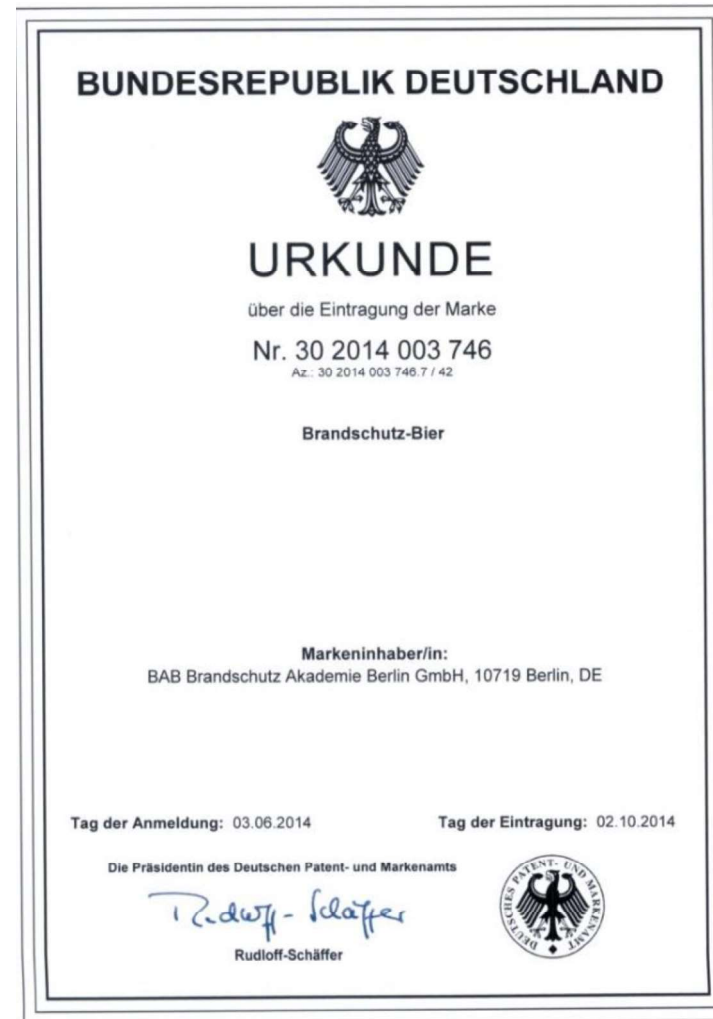 BUNDESREPUBLIK DEUTSCHLAND
URKUNDE
über die Eintragung der Marke
Nr. 30 2014 003 746
Az.: 30 2014 003 746.7 / 42
Brandschutz-Bier
Markeninhaber/in:
BAB Brandschutz Akademie Berlin GmbH, 10719 Berlin, DE
Tag der Anmeldung: 03.06.2014
Tag der Eintragung: 02.10.2014
Die Präsidentin des Deutschen Patent- und Markenamts
Rudloff-Schäffer
Rudloff-Schäffer
DEUTSCHES PATENT- UND MARKENAMT